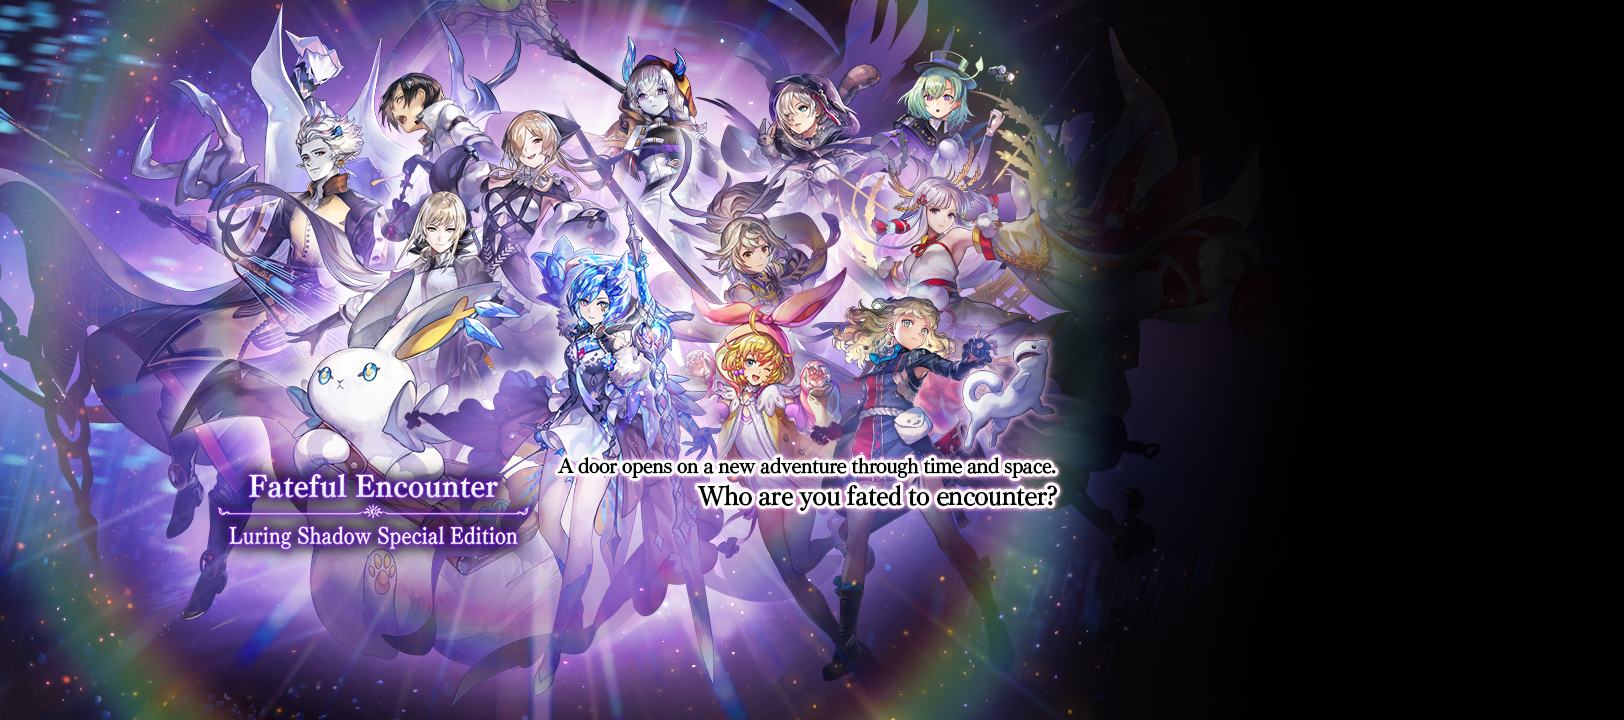 Fateful Encounter
Luring Shadow Special Edition
A door opens on a new adventure through time and space.
Who are you fated to encounter?